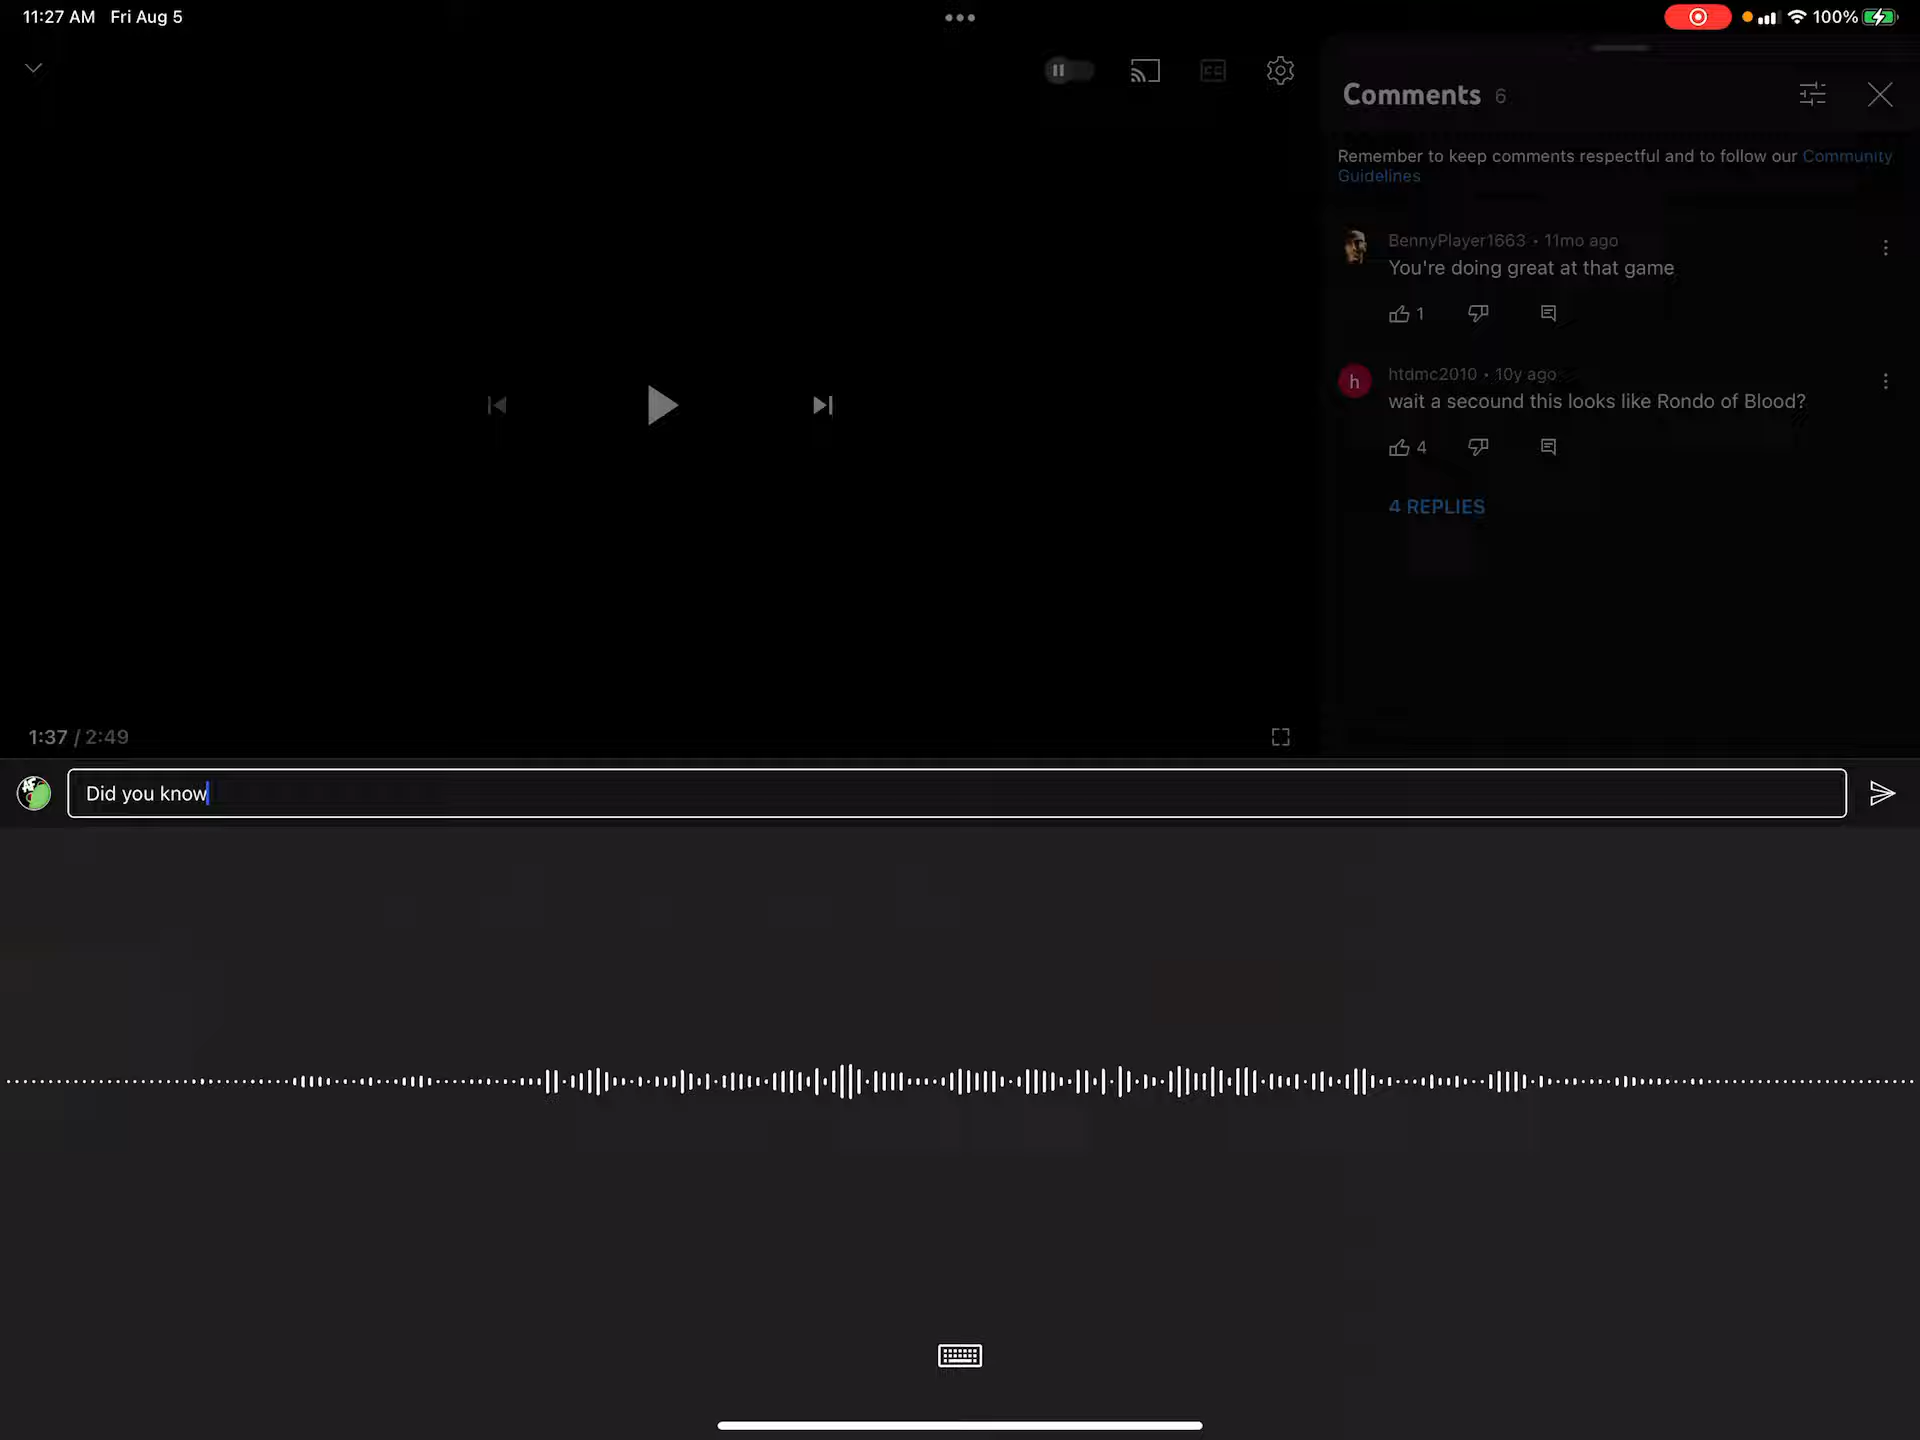 11:27 AM Fri Aug 5
100%
Comments 6
Remember to keep comments respectful and to follow our Community
Guidelines
BennyPlayer1663 • 11mo ago
You're doing great at that game
1
h
htdmc2010 • 10y ago
wait a secound this looks like Rondo of Blood?
4
4 REPLIES
1:37 / 2:49
Did you know